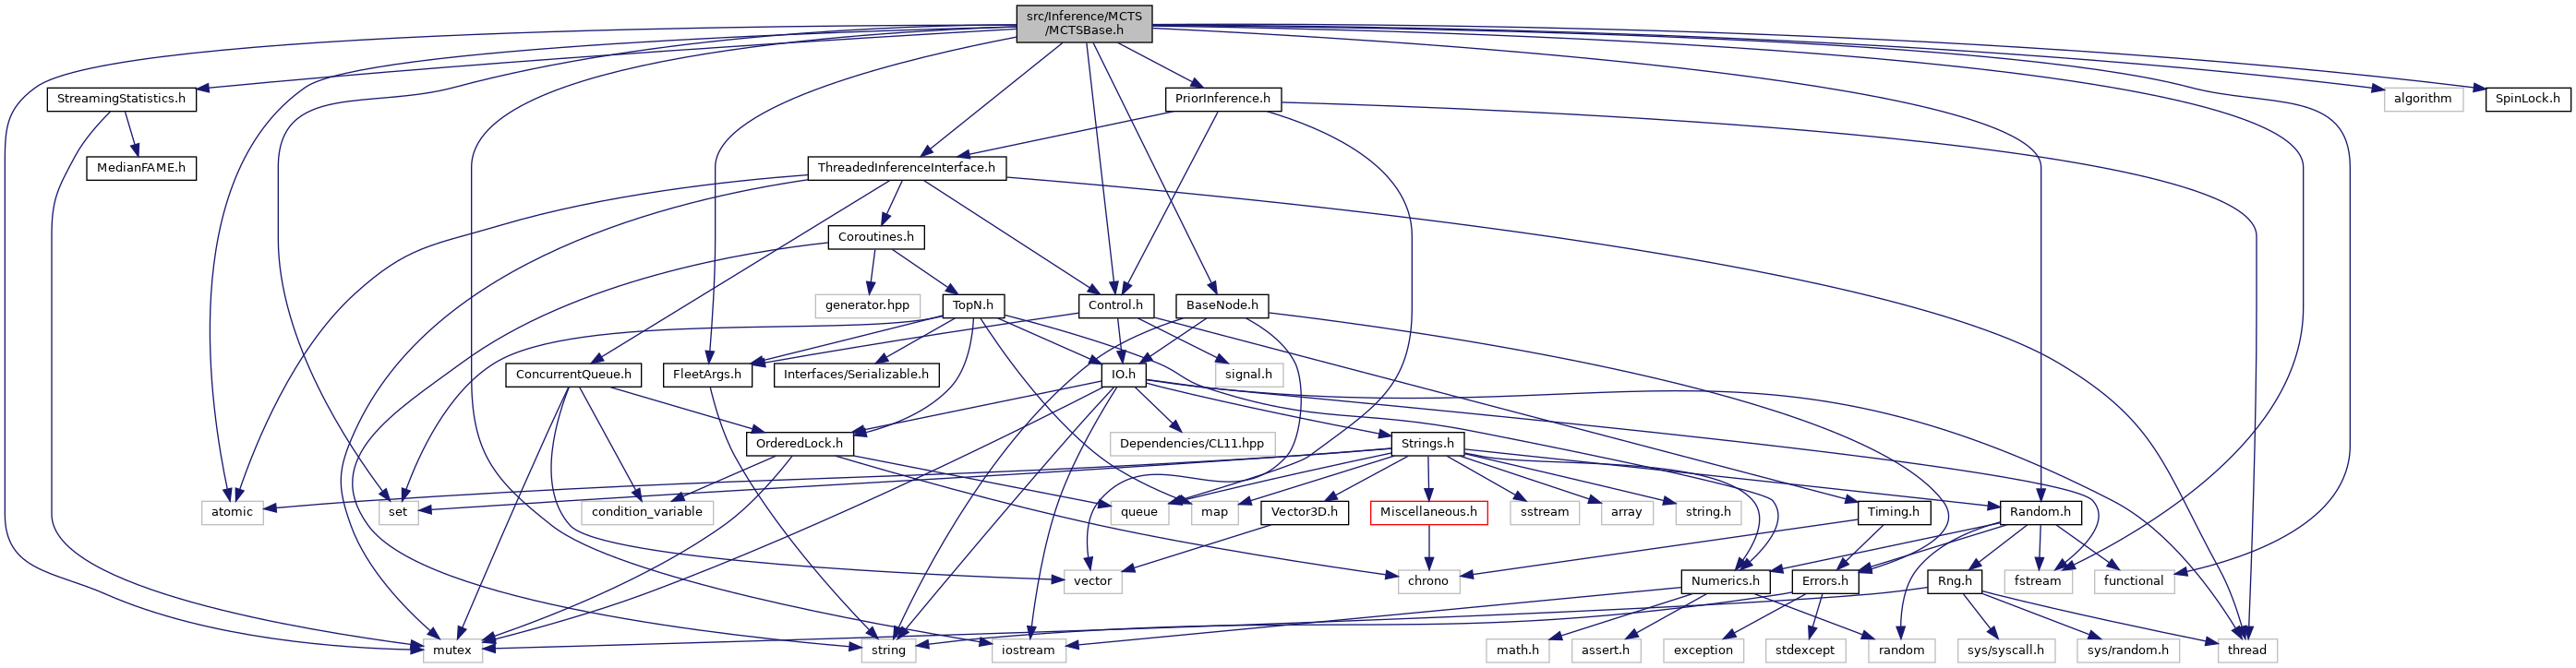 src/Inference/MCTS
/MCTSBase.h
StreamingStatistics.h
PriorInference.h
algorithm
SpinLock.h
MedianFAME.h
ThreadedInferenceInterface.h
Coroutines.h
generator.hpp
TopN.h
Control.h
BaseNode.h
ConcurrentQueue.h
FleetArgs.h
Interfaces/Serializable.h
IO.h
signal.h
OrderedLock.h
Dependencies/CL11.hpp
Strings.h
atomic
set
condition_variable
queue
map
Vector3D.h
Miscellaneous.h
sstream
array
string.h
Timing.h
Random.h
vector
chrono
Numerics.h
Errors.h
Rng.h
fstream
functional
mutex
string
iostream
math.h
assert.h
exception
stdexcept
random
sys/syscall.h
sys/random.h
thread